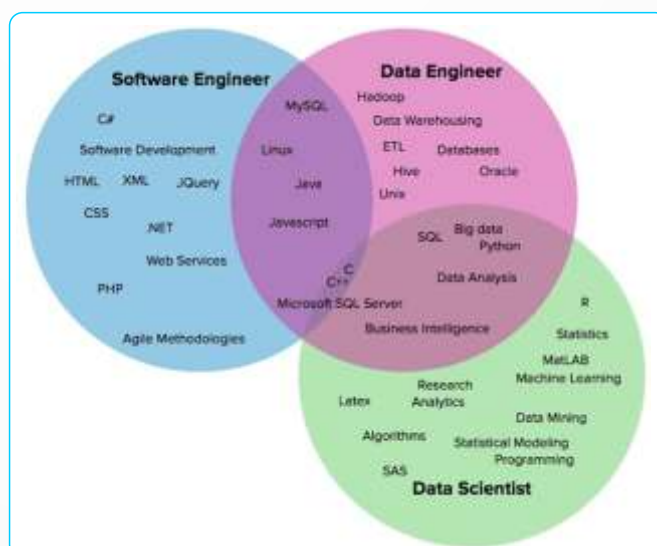 Software Engineer
C#
Software Development
HTML
XML
JQuery
CSS
.NET
Web Services
PHP
Agile Methodologies
MySQL
Linux
Java
Javascript
C
C++
Microsoft SQL Server
Data Engineer
Hadoop
Data Warehousing
ETL
Databases
Hive
Oracle
Unix
SQL
Big data
Python
Data Analysis
Business Intelligence
R
Statistics
MatLAB
Machine Learning
Research
Latex
Analytics
Data Mining
Algorithms
Statistical Modeling
Programming
SAS
Data Scientist